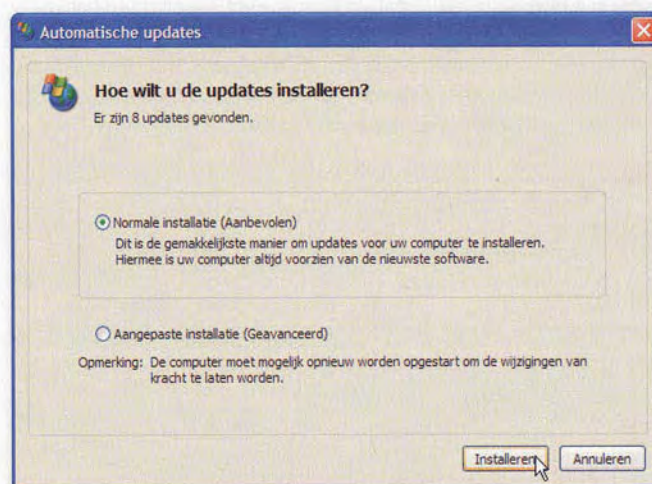 Automatische updates
Hoe wilt u de updates installeren?
Er zijn 8 updates gevonden.
Normale installatie (Aanbevolen)
Dit is de gemakkelijkste manier om updates voor uw computer te installeren.
Hiermee is uw computer altijd voorzien van de nieuwste software.
Aangepaste installatie (Geavanceerd)
Opmerking: De computer moet mogelijk opnieuw worden opgestart om de wijzigingen van
kracht te laten worden.
Installeren Annuleren